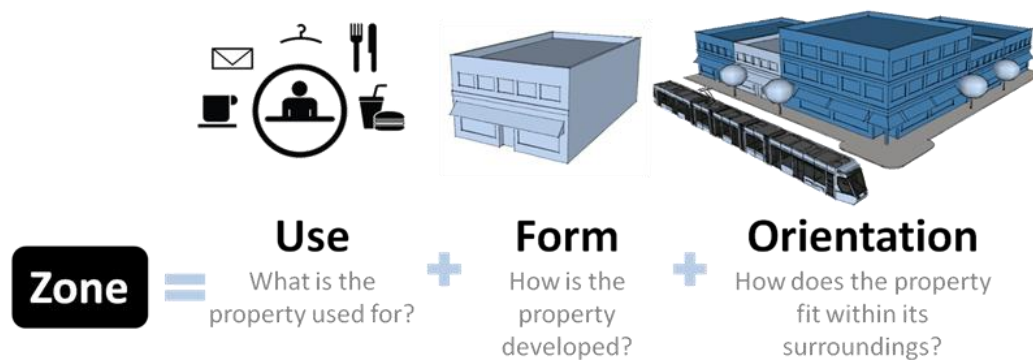 Zone
=
Use
What is the
property used for?
+
Form
How is the
property
developed?
+
Orientation
How does the property
fit within its
surroundings?